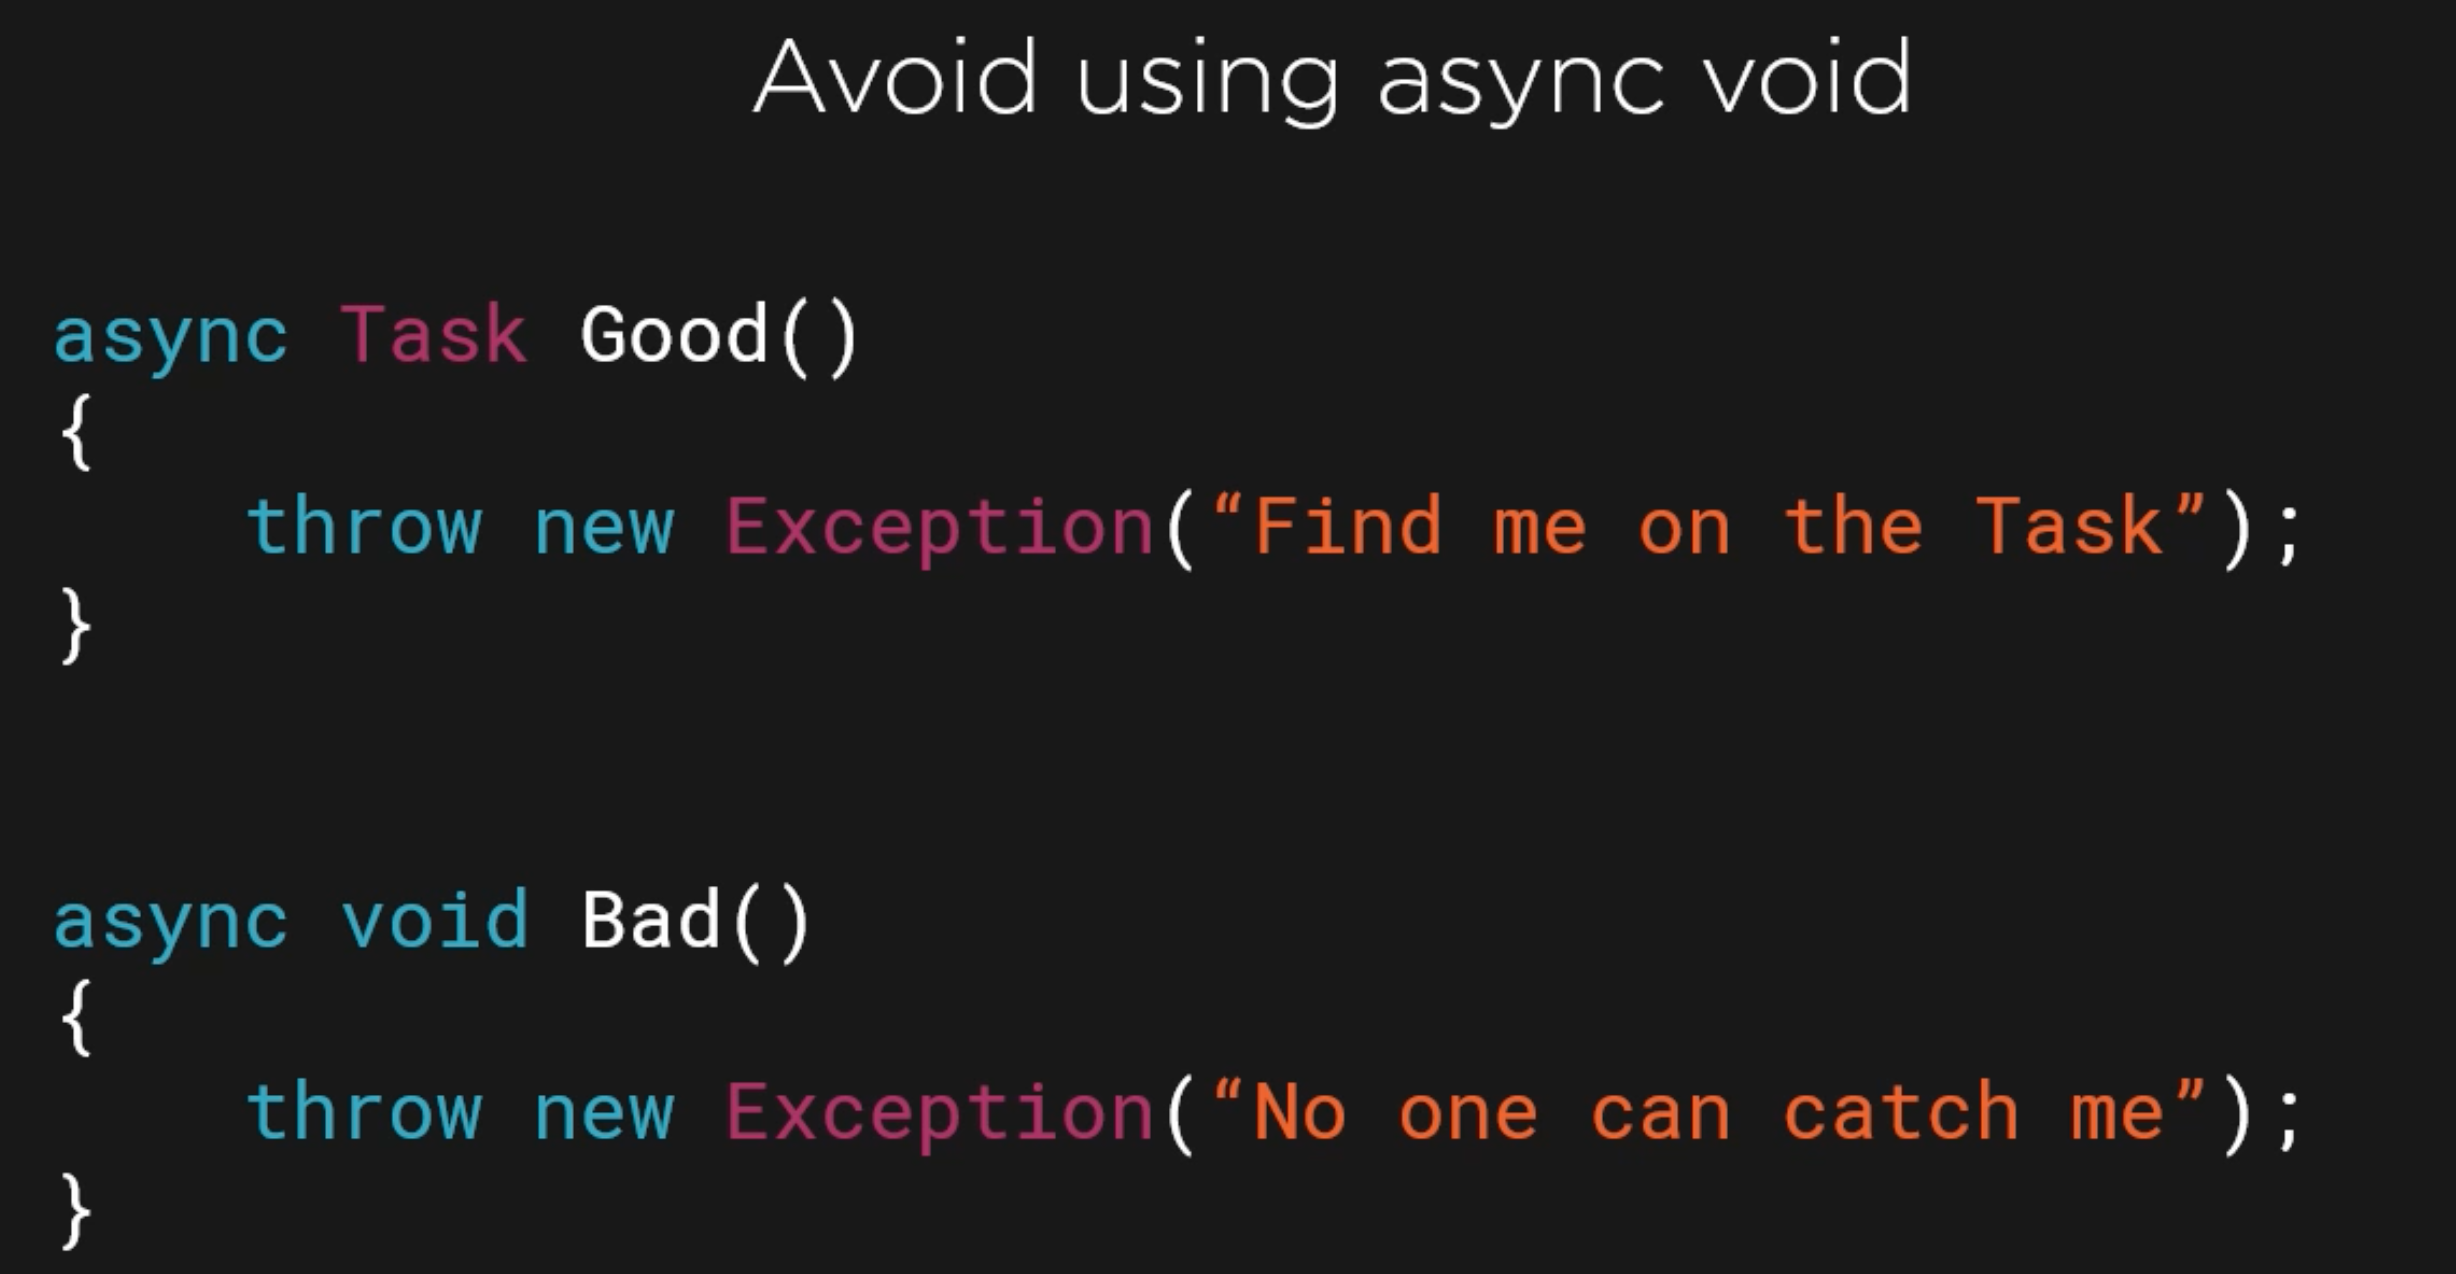 Avoid using async void
async Task Good()
{
throw new Exception(“Find me on the Task”);
}
async void Bad()
{
throw new Exception(“No one can catch me”);
}